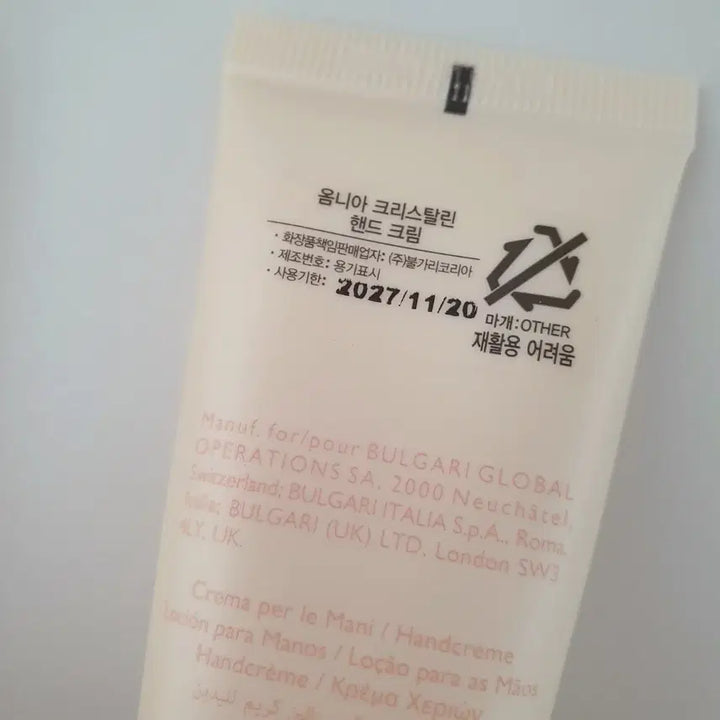 옴니아 크리스탈린
핸드 크림
· 화장품책임판매업자: (주)불가리코리아
· 제조번호: 용기표시
· 사용기한: 2027/11/20
마개:OTHER
재활용 어려움
Manuf. for/pour BULGARI GLOBAL
OPERATIONS SA, 2000 Neuchâtel,
Switzerland; BULGARI ITALIA S.p.A., Roma,
Italia; BULGARI (UK) LTD. London SW3
4LY, UK.
Crema per le Mani / Handcreme
Loción para Manos / Loção para as Mãos
Handcrème / Κρέμα Χεριών
كريم لليدين